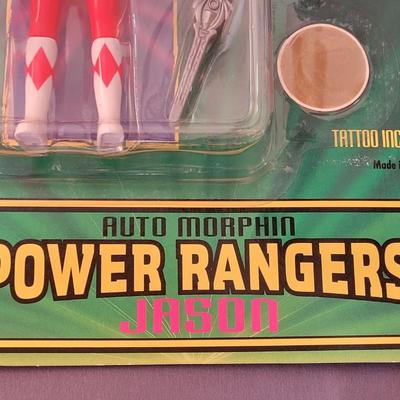 TATTOO INC
Made
AUTO MORPHIN
POWER RANGERS
JASON